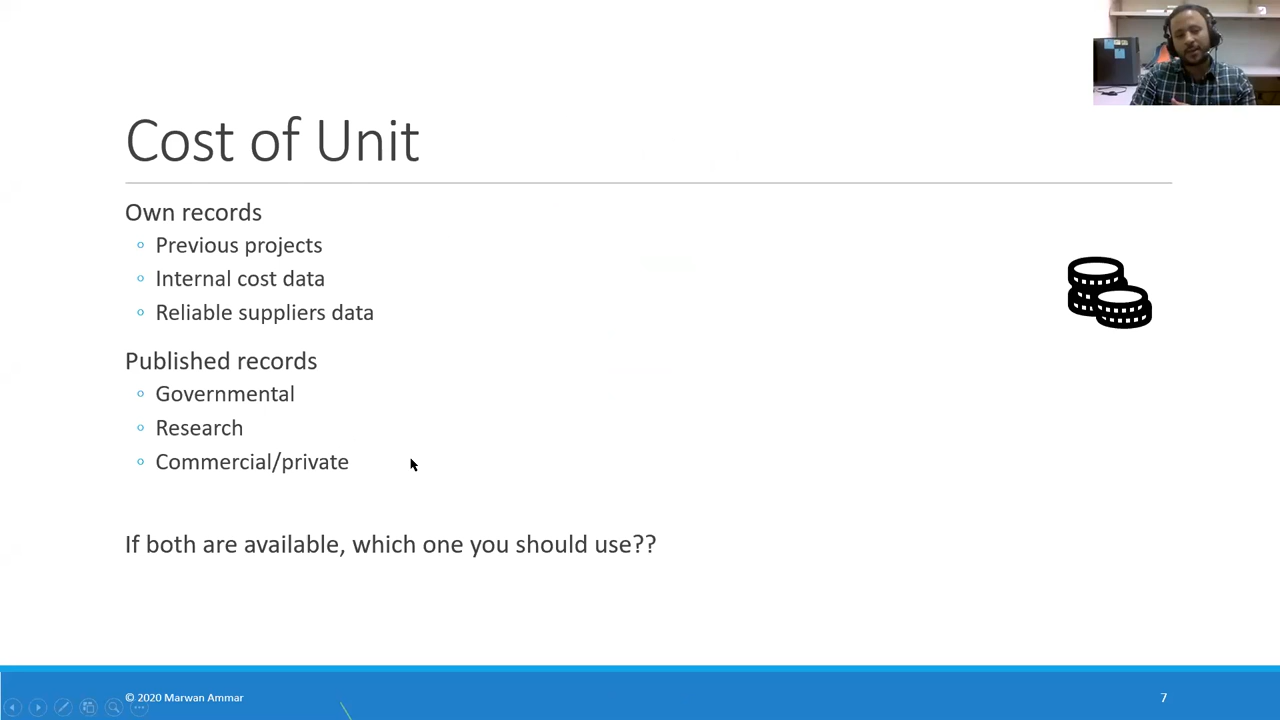 Cost of Unit
Own records
Previous projects
Internal cost data
Reliable suppliers data
Published records
Governmental
Research
Commercial/private
If both are available, which one you should use??
© 2020 Marwan Ammar
7